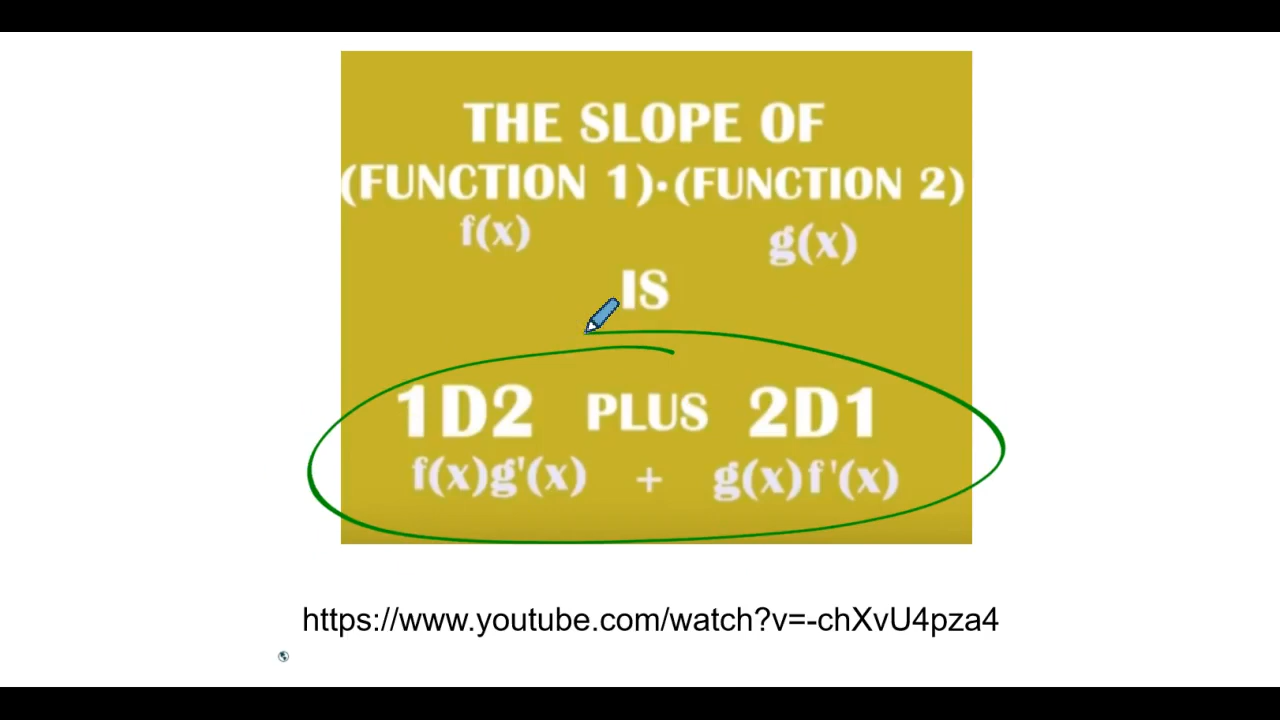 THE SLOPE OF
(FUNCTION 1)·(FUNCTION 2)
f(x) g(x)
IS
1D2 PLUS 2D1
f(x)g'(x) + g(x)f'(x)
https://www.youtube.com/watch?v=-chXvU4pza4